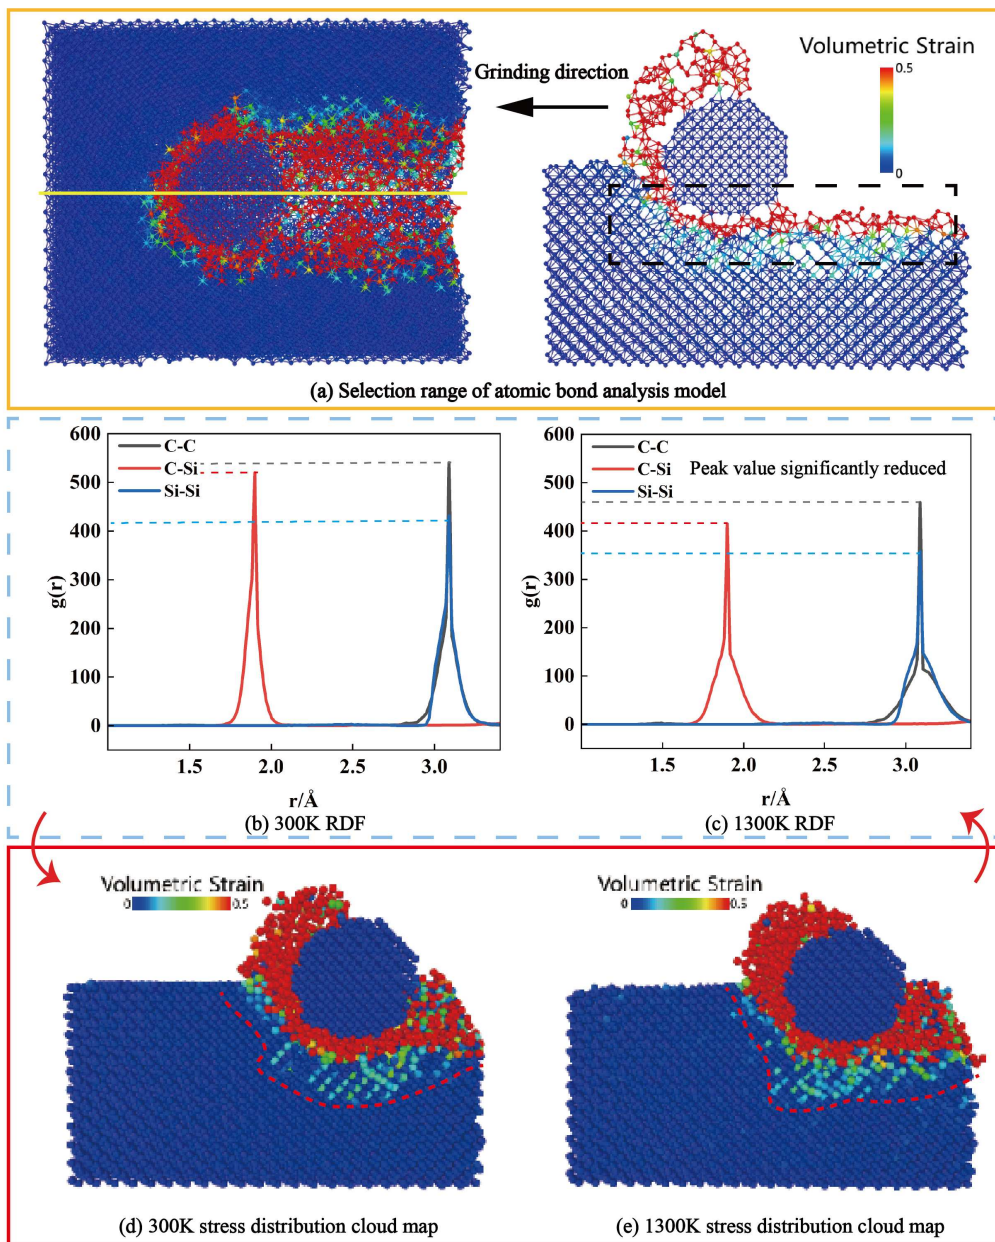 Volumetric Strain
0.5
0
Grinding direction
(a) Selection range of atomic bond analysis model
600
500
400
300
200
100
0
g(r)
C-C
C-Si
Si-Si
1.5 2.0 2.5 3.0
r/Å
(b) 300K RDF
600
500
400
300
200
100
0
g(r)
C-C
C-Si
Si-Si
Peak value significantly reduced
1.5 2.0 2.5 3.0
r/Å
(c) 1300K RDF
Volumetric Strain
0 0.5
(d) 300K stress distribution cloud map
Volumetric Strain
0 0.5
(e) 1300K stress distribution cloud map